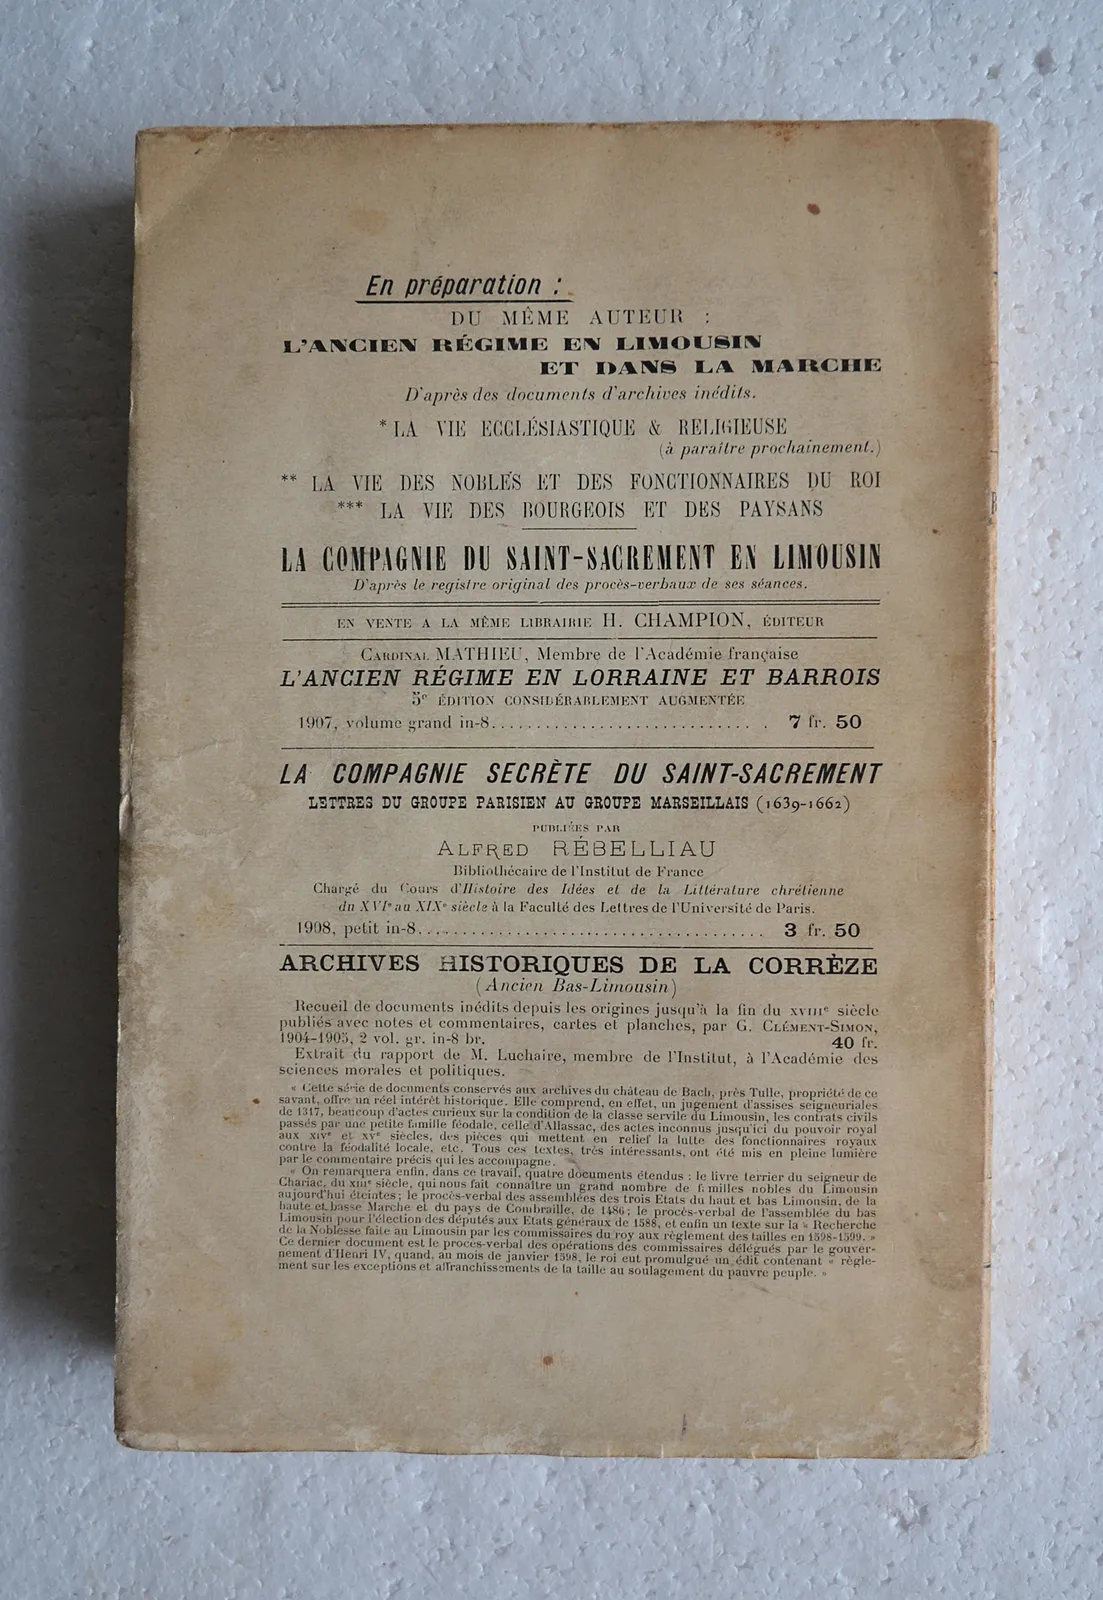 En préparation :
DU MÊME AUTEUR :
L'ANCIEN RÉGIME EN LIMOUSIN
ET DANS LA MARCHE
D'après des documents d'archives inédits.
* LA VIE ECCLÉSIASTIQUE & RELIGIEUSE
(à paraître prochainement.)
** LA VIE DES NOBLES ET DES FONCTIONNAIRES DU ROI
*** LA VIE DES BOURGEOIS ET DES PAYSANS
LA COMPAGNIE DU SAINT-SACREMENT EN LIMOUSIN
D'après le registre original des procès-verbaux de ses séances.
EN VENTE A LA MÊME LIBRAIRIE H. CHAMPION, ÉDITEUR
CARDINAL MATHIEU, Membre de l'Académie française
L'ANCIEN RÉGIME EN LORRAINE ET BARROIS
3e ÉDITION CONSIDÉRABLEMENT AUGMENTÉE
1907, volume grand in-8.............................. 7 fr. 50
LA COMPAGNIE SECRÈTE DU SAINT-SACREMENT
LETTRES DU GROUPE PARISIEN AU GROUPE MARSEILLAIS (1639-1662)
PUBLIÉES PAR
ALFRED RÉBELLIAU
Bibliothécaire de l'Institut de France
Chargé du Cours d'Histoire des Idées et de la Littérature chrétienne
du XVIe au XIXe siècle à la Faculté des Lettres de l'Université de Paris.
1908, petit in-8..................................... 3 fr. 50
ARCHIVES HISTORIQUES DE LA CORRÈZE
(Ancien Bas-Limousin)
Recueil de documents inédits depuis les origines jusqu'à la fin du XVIIIe siècle
publiés avec notes et commentaires, cartes et planches, par G. CLÉMENT-SIMON,
1904-1905, 2 vol. gr. in-8 br. 40 fr.
Extrait du rapport de M. Luchaire, membre de l'Institut, à l'Académie des
sciences morales et politiques.
« Cette série de documents conservés aux archives du château de Bach, près Tulle, propriété de ce
savant, offre un réel intérêt historique. Elle comprend, en effet, un jugement d'assises seigneuriales
de 1317, beaucoup d'actes curieux sur la condition de la classe servile du Limousin, les contrats civils
passés par une petite famille féodale, celle d'Allassac, des actes inconnus jusqu'ici du pouvoir royal
aux XIVe et XVe siècles, des pièces qui mettent en relief la lutte des fonctionnaires royaux
contre la féodalité locale, etc. Tous ces textes, très intéressants, ont été mis en pleine lumière
par le commentaire précis qui les accompagne.
« On remarquera enfin, dans ce travail, quatre documents étendus : le livre terrier du seigneur de
Chariac, du XIIIe siècle, qui nous fait connaître un grand nombre de familles nobles du Limousin
aujourd'hui éteintes ; le procès-verbal des assemblées des trois Etats du haut et bas Limousin, de la
haute et basse Marche et du pays de Combraille, de 1486 ; le procès-verbal de l'assemblée du bas
Limousin pour l'élection des députés aux Etats généraux de 1588, et enfin un texte sur la « Recherche
de la Noblesse faite au Limousin par les commissaires du roy aux règlement des tailles en 1598-1599. »
Ce dernier document est le procès-verbal des opérations des commissaires délégués par le gouver-
nement d'Henri IV, quand, au mois de janvier 1598, le roi eut promulgué un édit contenant « règle-
ment sur les exceptions et affranchissements de la taille au soulagement du pauvre peuple. »